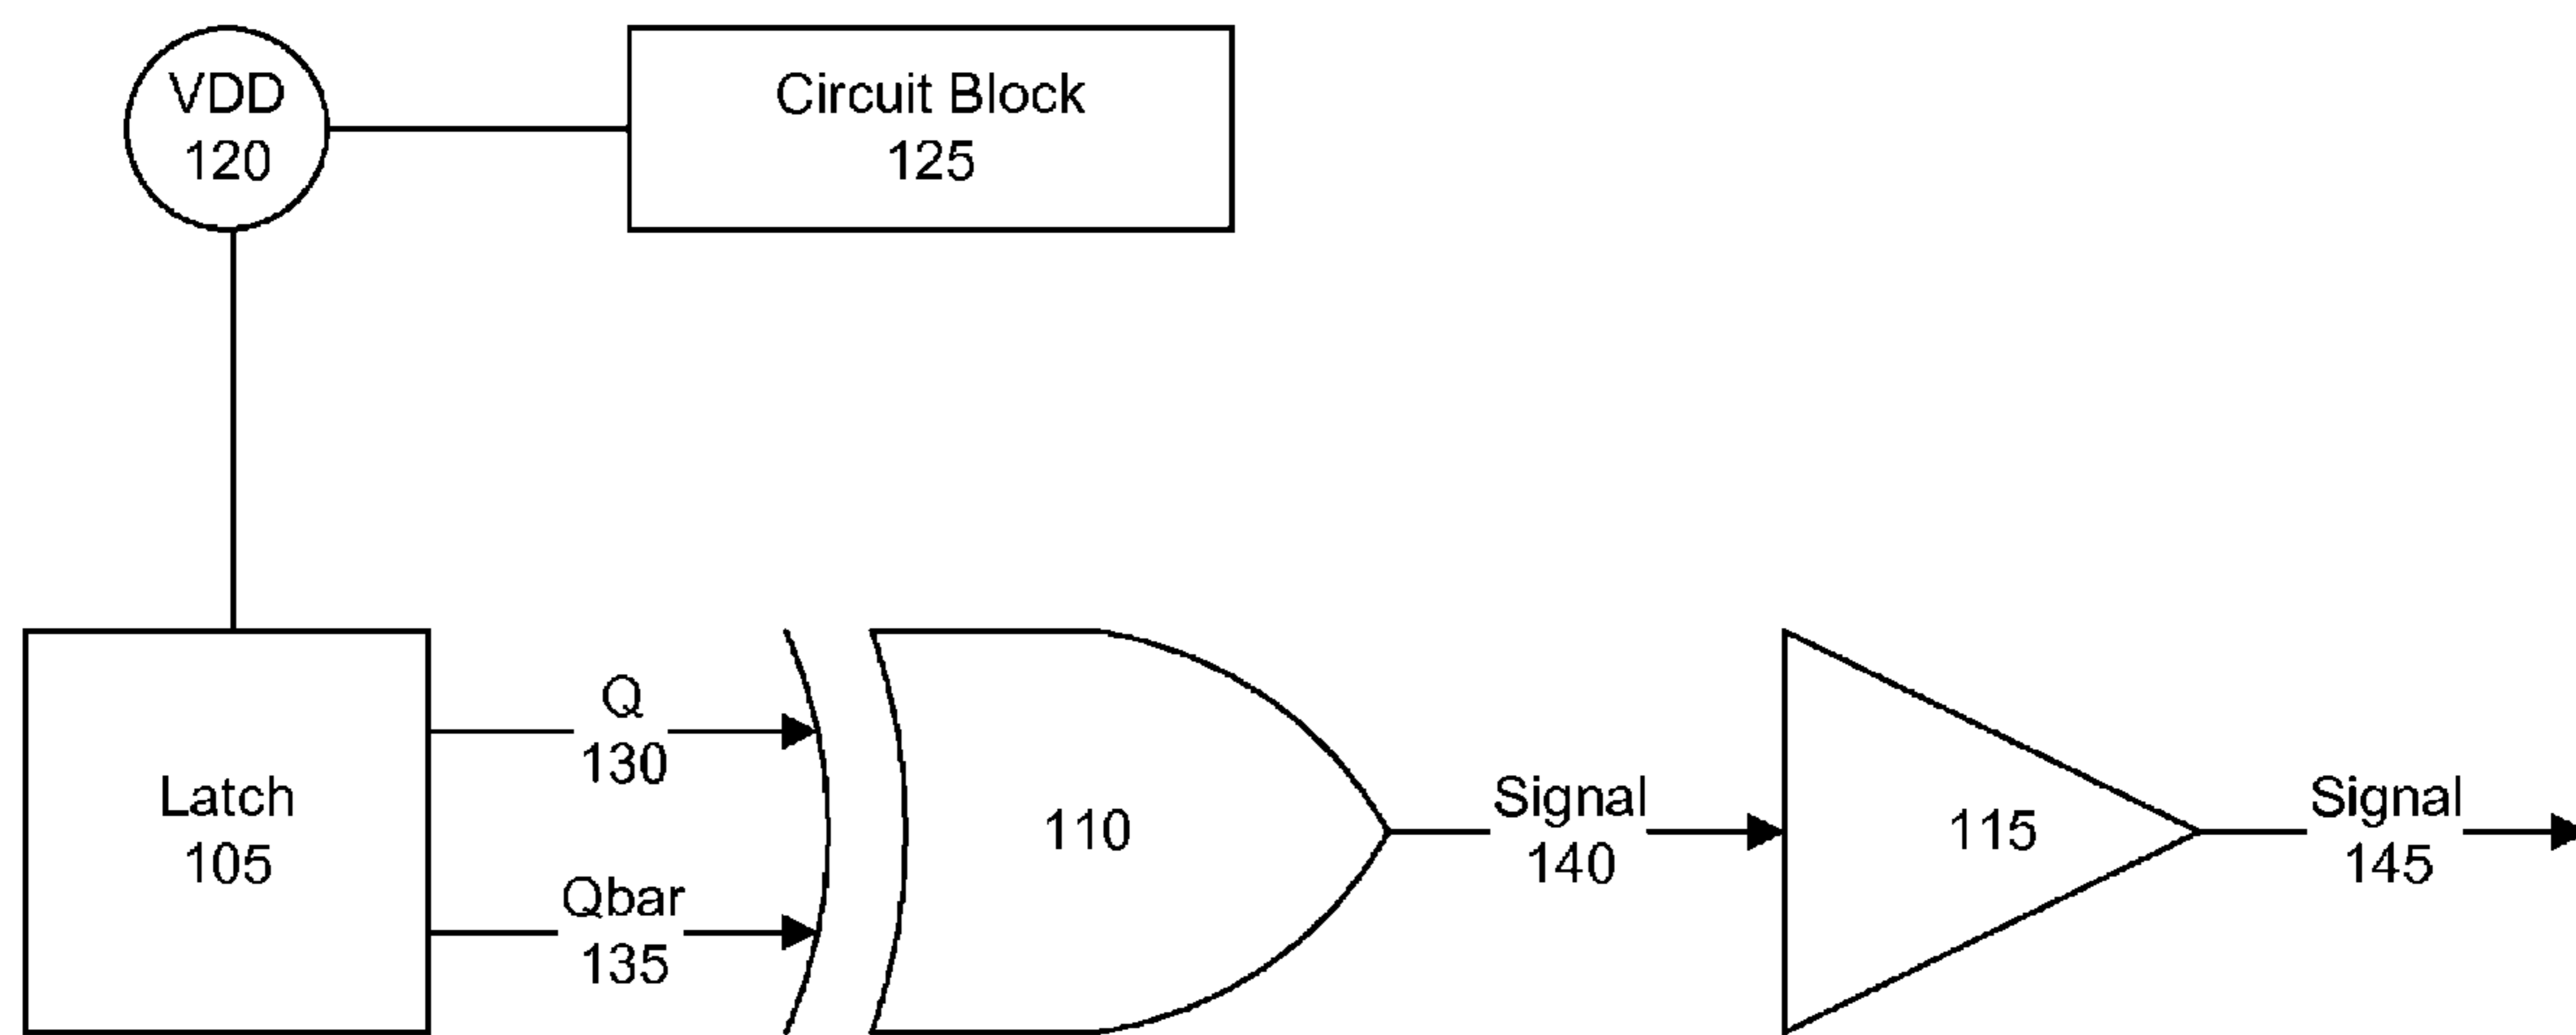 VDD
120
Circuit Block
125
Latch
105
Q
130
Qbar
135
110
Signal
140
115
Signal
145